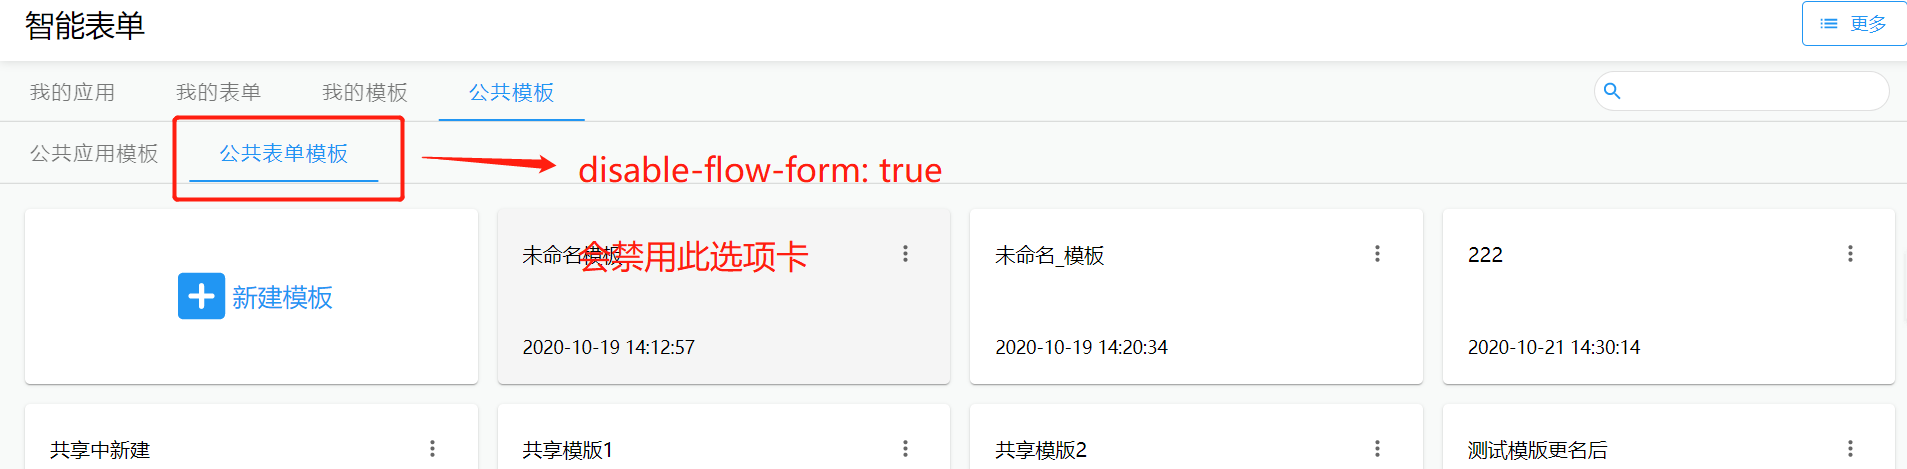 智能表单
更多
我的应用 我的表单 我的模板 公共模板
公共应用模板 公共表单模板
disable-flow-form: true
会禁用此选项卡
新建模板
未命名模板
2020-10-19 14:12:57
未命名_模板
2020-10-19 14:20:34
222
2020-10-21 14:30:14
共享中新建
共享模版1
共享模版2
测试模版更名后